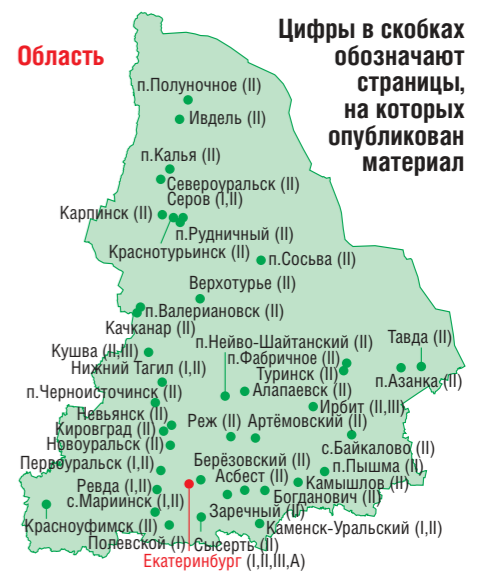 Область
Цифры в скобках
обозначают
страницы,
на которых
опубликован
материал
п.Полуночное (II)
Ивдель (II)
п.Калья (II)
Североуральск (II)
Серов (I,II)
Карпинск (II)
п.Рудничный (II)
Краснотурьинск (II)
п.Сосьва (II)
Верхотурье (II)
п.Валериановск (II)
Качканар (II)
п.Нейво-Шайтанский (II)
Тавда (II)
Кушва (II,III)
п.Фабричное (II)
Нижний Тагил (I,II)
Туринск (II)
п.Азанка (II)
п.Черноисточинск (II)
Алапаевск (II)
Ирбит (II,III)
Невьянск (II)
Реж (II)
Артёмовский (II)
Кировград (II)
Новоуральск (II)
с.Байкалово (II)
Первоуральск (I,II)
Берёзовский (II)
п.Пышма (II)
Асбест (II)
Камышлов (II)
Ревда (I,II)
Богданович (II)
с.Мариинск (I,II)
Заречный (II)
Красноуфимск (II)
Каменск-Уральский (I,II)
Полевской (I)
Сысерть (II)
Екатеринбург (I,II,III,А)